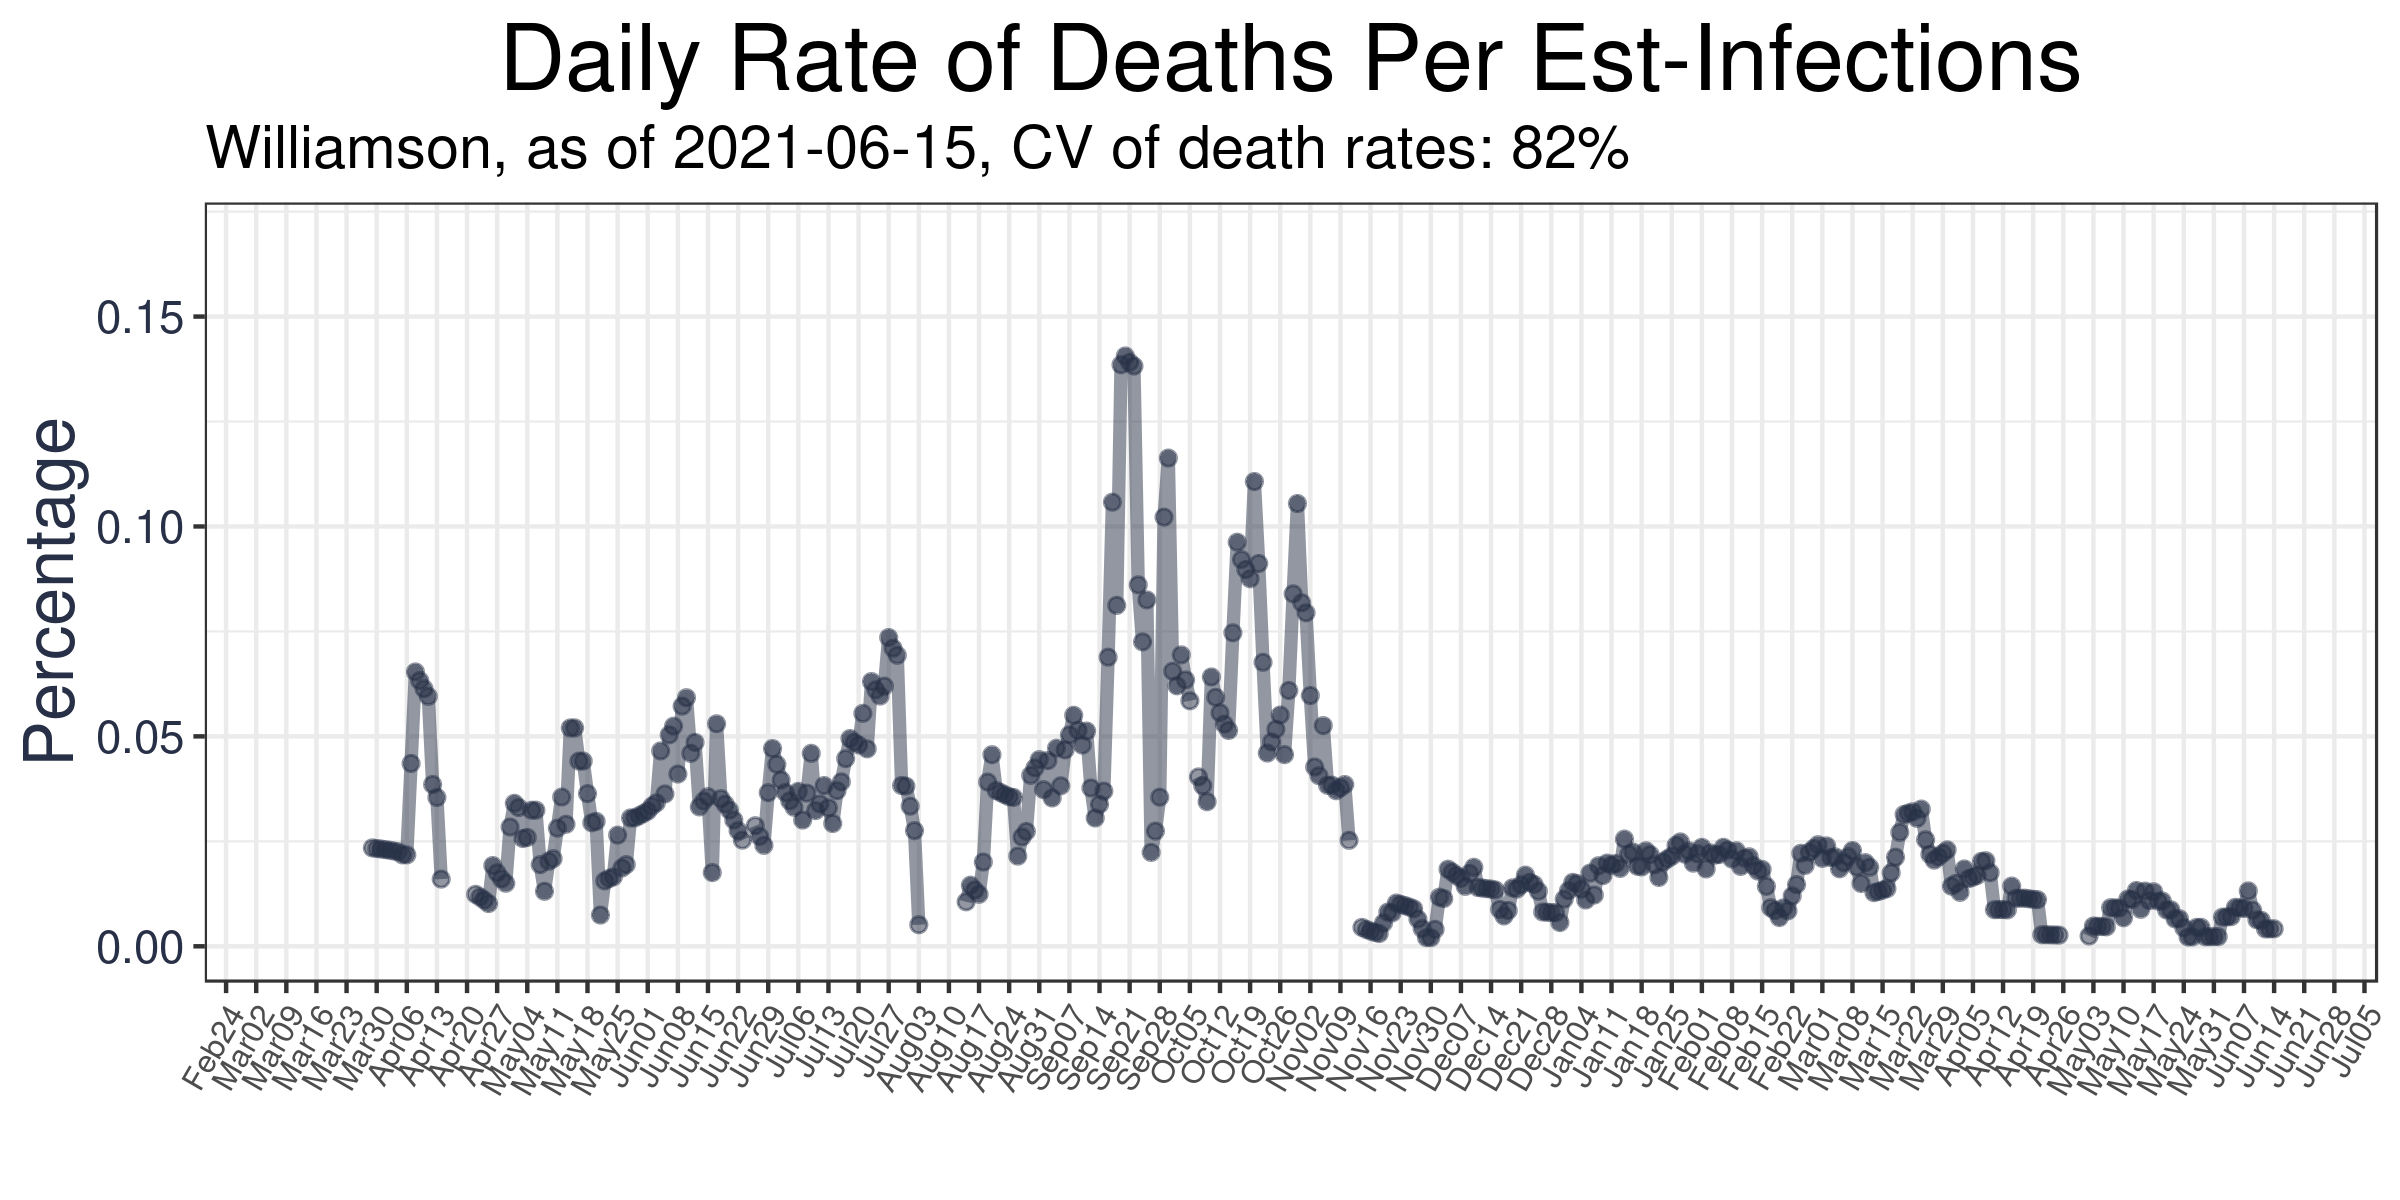 Daily Rate of Deaths Per Est-Infections
Williamson, as of 2021-06-15, CV of death rates: 82%
Percentage
0.15
0.10
0.05
0.00
Feb24
Mar02
Mar09
Mar16
Mar23
Mar30
Apr06
Apr13
Apr20
Apr27
May04
May11
May18
May25
Jun01
Jun08
Jun15
Jun22
Jun29
Jul06
Jul13
Jul20
Jul27
Aug03
Aug10
Aug17
Aug24
Aug31
Sep07
Sep14
Sep21
Sep28
Oct05
Oct12
Oct19
Oct26
Nov02
Nov09
Nov16
Nov23
Nov30
Dec07
Dec14
Dec21
Dec28
Jan04
Jan11
Jan18
Jan25
Feb01
Feb08
Feb15
Feb22
Mar01
Mar08
Mar15
Mar22
Mar29
Apr05
Apr12
Apr19
Apr26
May03
May10
May17
May24
May31
Jun07
Jun14
Jun21
Jun28
Jul05